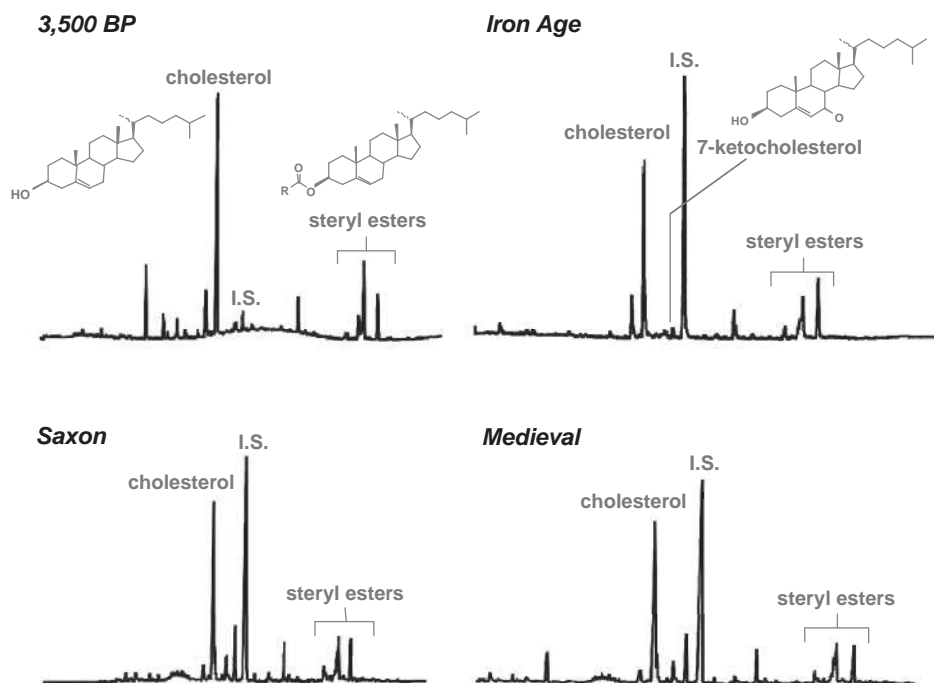 3,500 BP
cholesterol
HO
R
O
O
steryl esters
I.S.
Iron Age
I.S.
cholesterol
HO
O
7-ketocholesterol
steryl esters
Saxon
I.S.
cholesterol
steryl esters
Medieval
I.S.
cholesterol
steryl esters